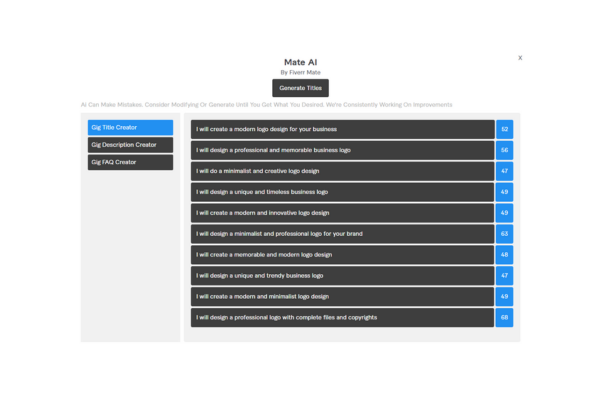 X
Mate AI
By Fiverr Mate
Generate Titles
Ai Can Make Mistakes, Consider Modifying Or Generate Until You Get What You Desired, We're Consistently Working On Improvements
Gig Title Creator
Gig Description Creator
Gig FAQ Creator
I will create a modern logo design for your business 52
I will design a professional and memorable business logo 56
I will do a minimalist and creative logo design 47
I will design a unique and timeless business logo 49
I will create a modern and innovative logo design 49
I will design a minimalist and professional logo for your brand 63
I will create a memorable and modern logo design 48
I will design a unique and trendy business logo 47
I will create a modern and minimalist logo design 49
I will design a professional logo with complete files and copyrights 68